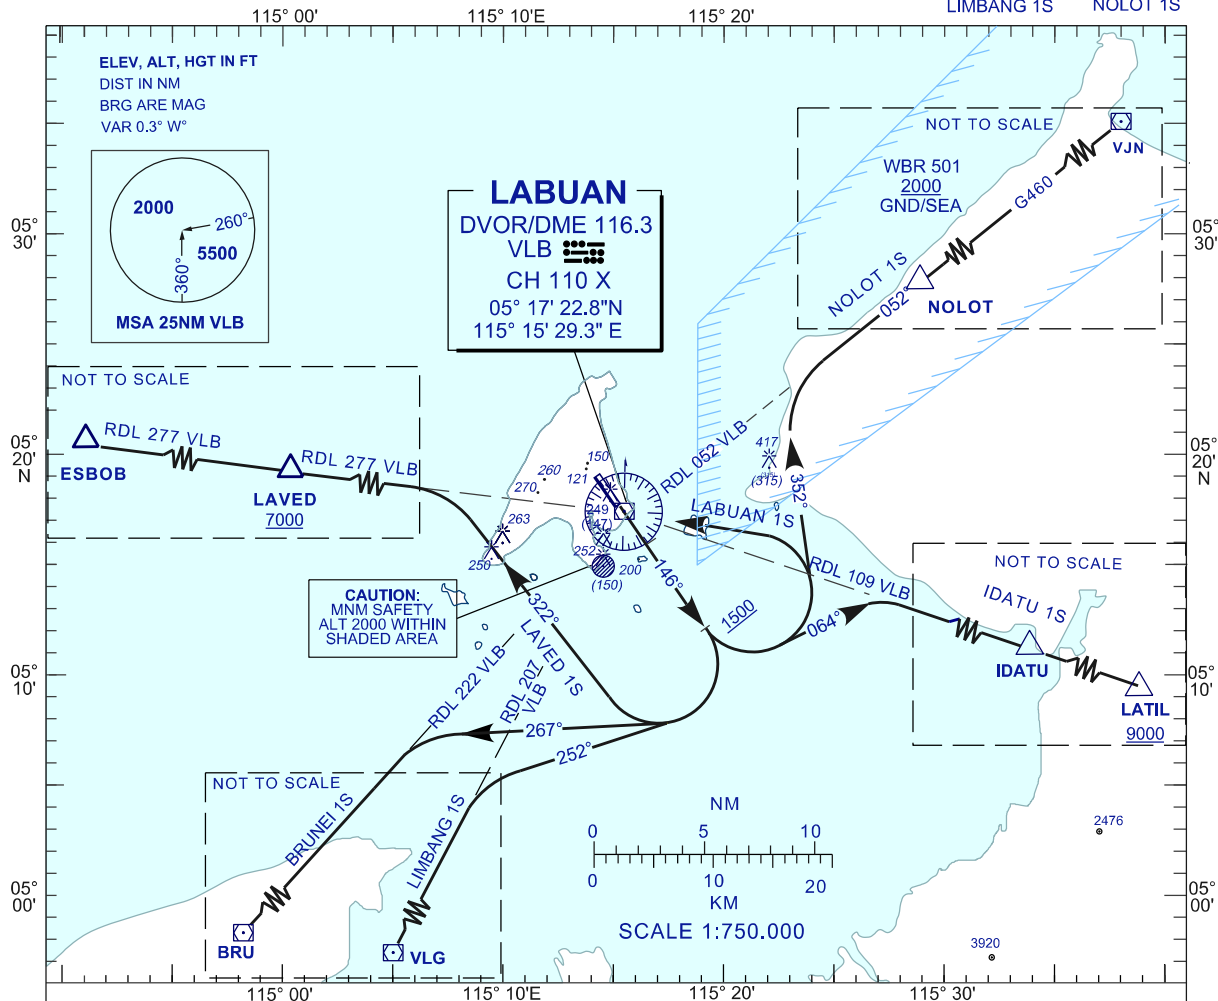 LIMBANG 1S NOLOT 1S
115° 00' 115° 10'E 115° 20'
ELEV, ALT, HGT IN FT
DIST IN NM
BRG ARE MAG
VAR 0.3° W°
2000
260°
5500
360°
MSA 25NM VLB
LABUAN
DVOR/DME 116.3
VLB
CH 110 X
05° 17' 22.8"N
115° 15' 29.3" E
NOT TO SCALE
VJN
WBR 501
2000
GND/SEA
G460
NOLOT 1S
052°
NOLOT
05°
30'
05°
30'
NOT TO SCALE
RDL 277 VLB
ESBOB
RDL 277 VLB
LAVED
7000
05°
20'
N
05°
20'
N
150
260
121
270
263
249
(147)
250
252
200
(150)
RDL 052 VLB
417
(315)
352°
LABUAN 1S
RDL 109 VLB
146°
1500
064°
NOT TO SCALE
IDATU 1S
IDATU
LATIL
9000
CAUTION:
MNM SAFETY
ALT 2000 WITHIN
SHADED AREA
322°
LAVED 1S
RDL 222 VLB
RDL 207
VLB
267°
252°
05°
10'
05°
10'
NOT TO SCALE
BRUNEI 1S
LIMBANG 1S
BRU
VLG
NM
0 5 10
0 10 20
KM
SCALE 1:750.000
2476
3920
05°
00'
05°
00'
115° 00' 115° 10'E 115° 20' 115° 30'